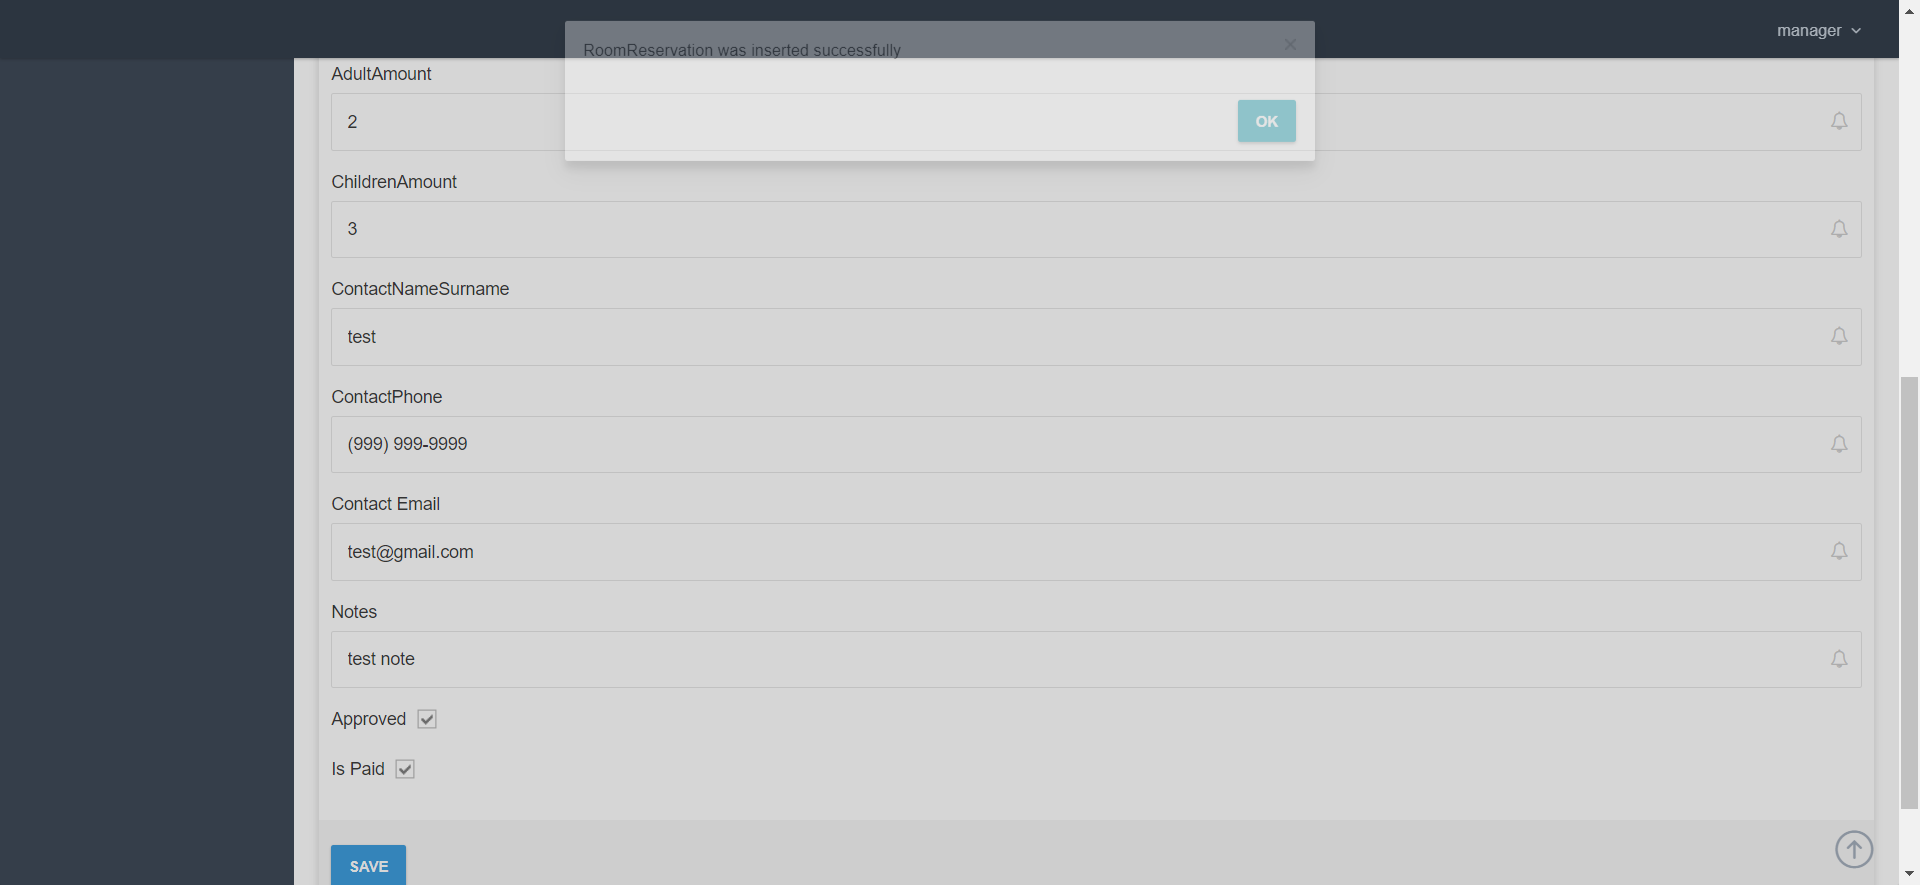 manager
RoomReservation was inserted successfully
×
OK
AdultAmount
2
ChildrenAmount
3
ContactNameSurname
test
ContactPhone
(999) 999-9999
Contact Email
test@gmail.com
Notes
test note
Approved
Is Paid
SAVE